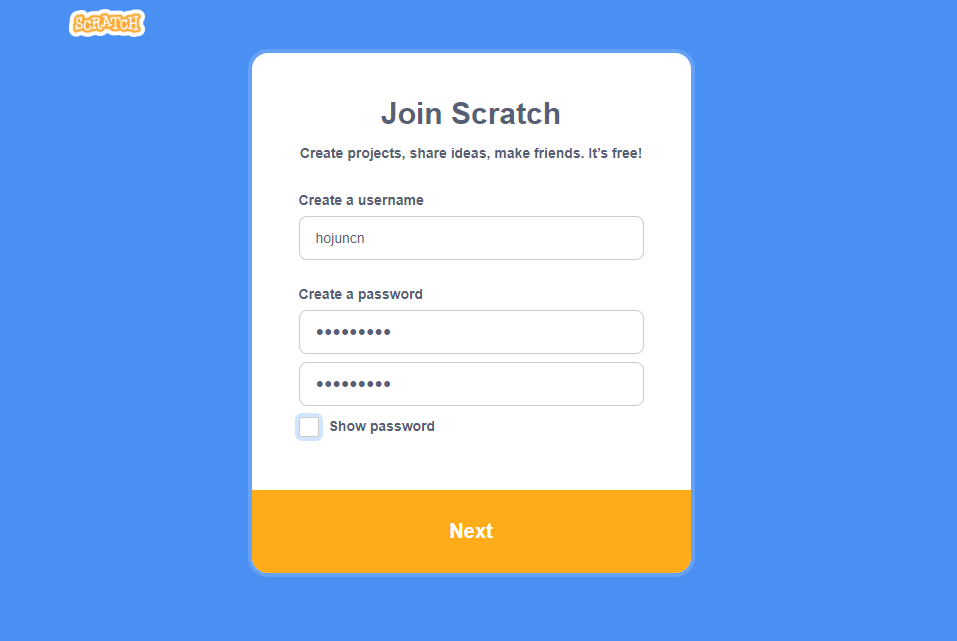 SCRATCH
Join Scratch
Create projects, share ideas, make friends. It’s free!
Create a username
hojuncn
Create a password
•••••••••
•••••••••
Show password
Next